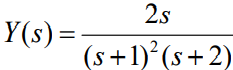 Y(s) = 2s / ((s+1)²(s+2))